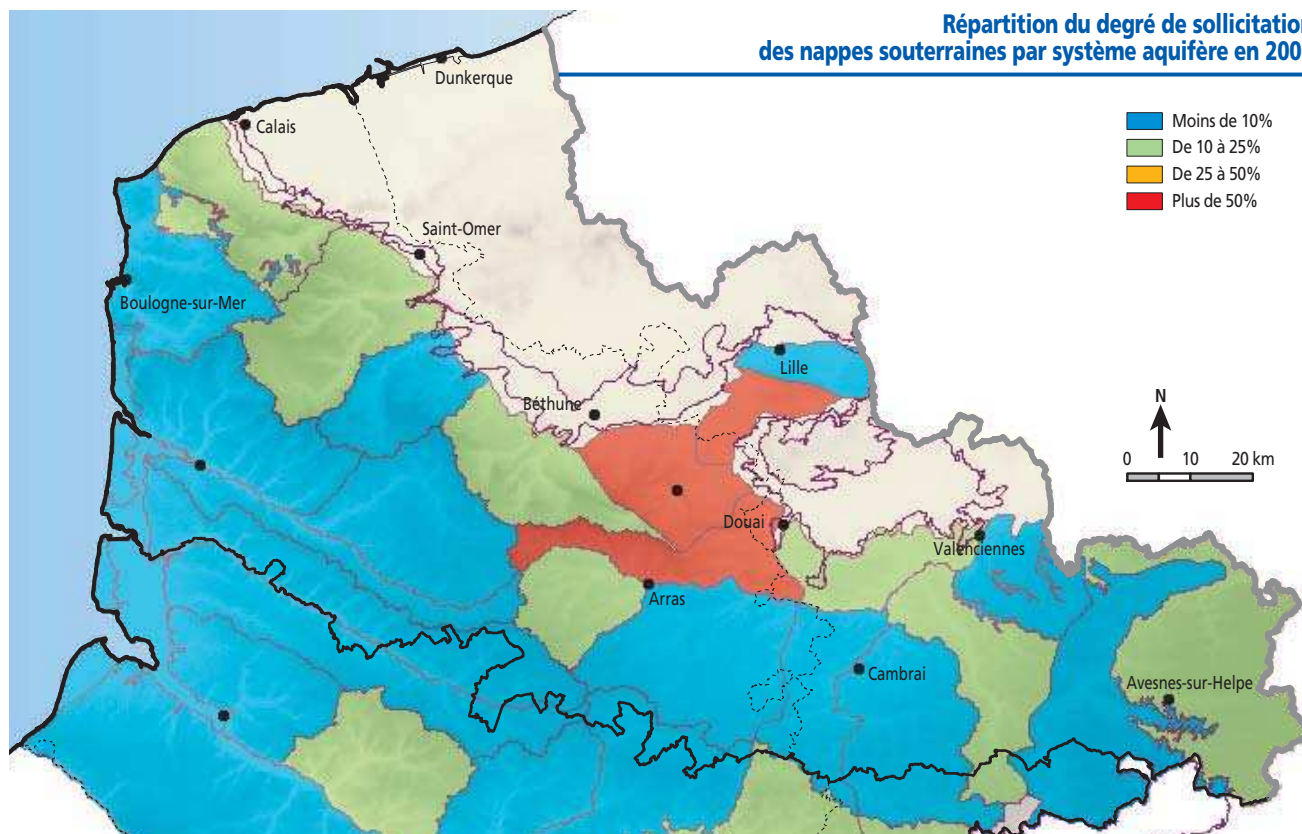 Répartition du degré de sollicitation
des nappes souterraines par système aquifère en 200
Moins de 10%
De 10 à 25%
De 25 à 50%
Plus de 50%
Dunkerque
Calais
Saint-Omer
Boulogne-sur-Mer
Lille
Béthune
N
0 10 20 km
Douai
Valenciennes
Arras
Cambrai
Avesnes-sur-Helpe